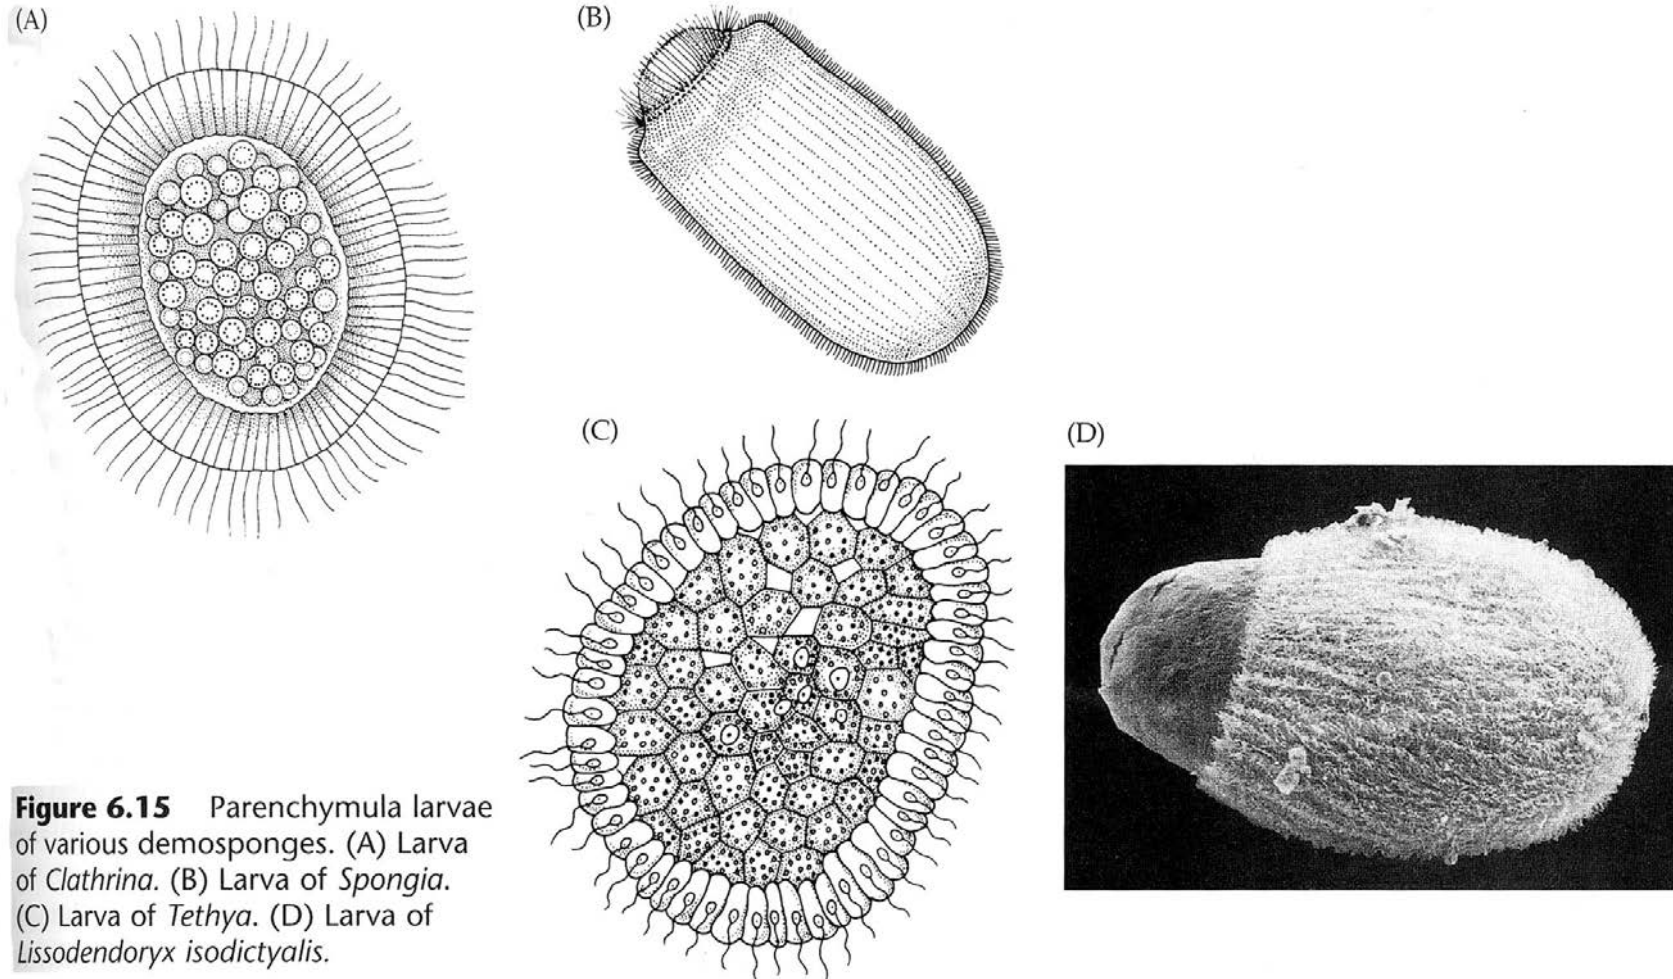 (A)
(B)
(C)
(D)
Figure 6.15 Parenchymula larvae
of various demosponges. (A) Larva
of Clathrina. (B) Larva of Spongia.
(C) Larva of Tethya. (D) Larva of
Lissodendoryx isodictyalis.